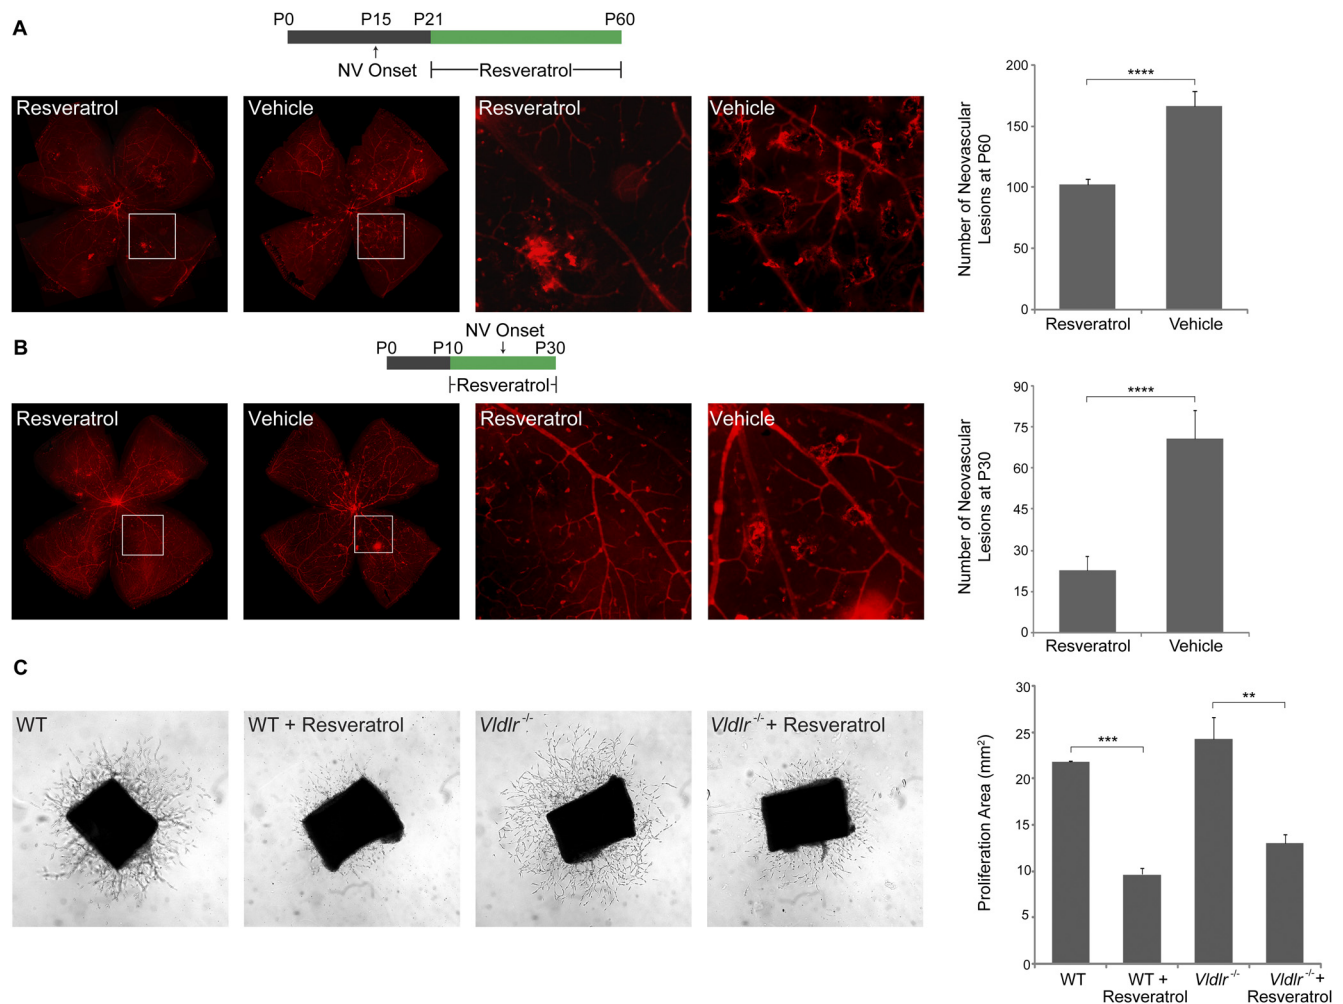 A
P0 P15 P21 P60
NV Onset Resveratrol
Resveratrol Vehicle Resveratrol Vehicle
Number of Neovascular
Lesions at P60
200
150
100
50
0
****
Resveratrol Vehicle
B
NV Onset
P0 P10 P30
Resveratrol
Resveratrol Vehicle Resveratrol Vehicle
Number of Neovascular
Lesions at P30
90
75
60
45
30
15
0
****
Resveratrol Vehicle
C
WT WT + Resveratrol Vldlr -/- Vldlr -/- + Resveratrol
Proliferation Area (mm²)
30
25
20
15
10
5
0
*** **
WT WT + Vldlr -/- Vldlr -/- +
Resveratrol Resveratrol